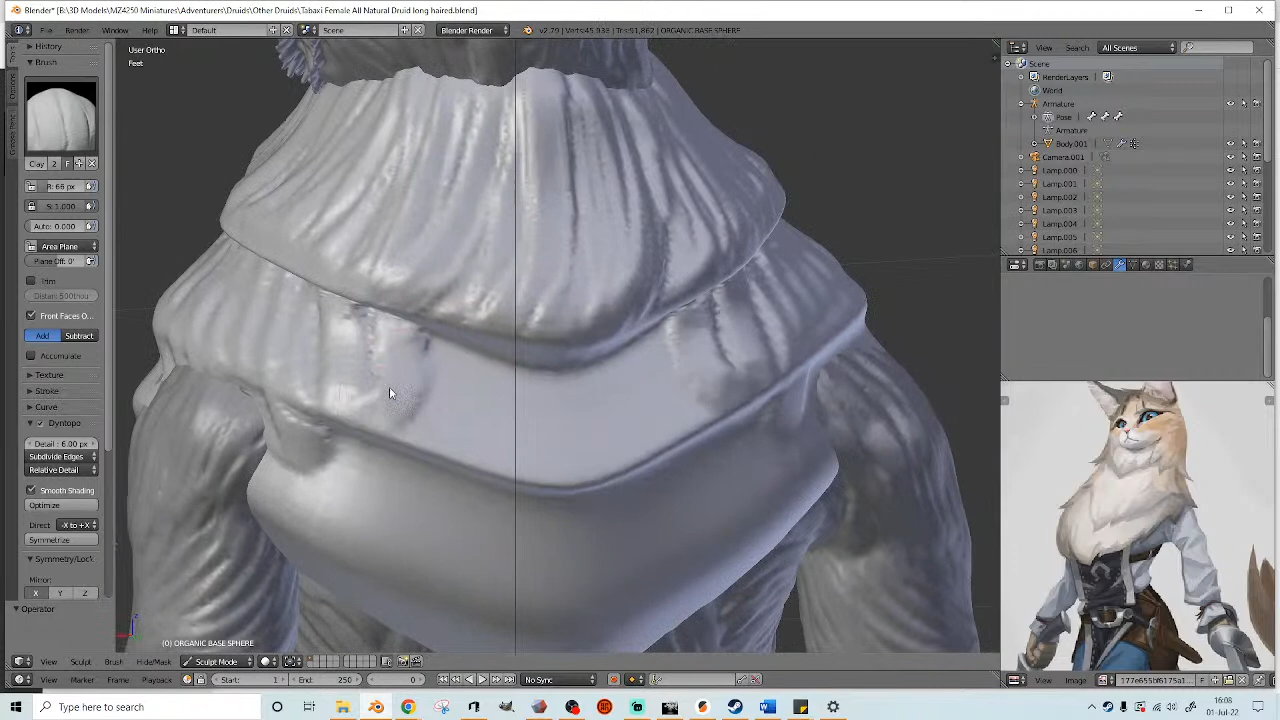 Blender* [B:\3D Models\MZ4250 Miniatures\Adventurers\Druids\Other Druids\Tabaxi Female All Natural Druid long haired.blend]
File Render Window Help Default Scene Blender Render v2.79 | Verts:45,938 | Tris:91,862 | ORGANIC BASE SPHERE
History
Brush
Clay 2 F
R: 66 px
S: 1.000
Auto: 0.000
Area Plane
Plane Off: 0'
Trim
Distan:500thou
Front Faces O...
Add Subtract
Accumulate
Texture
Stroke
Curve
Dyntopo
Detail : 6.00 px
Subdivide Edges
Relative Detail
Smooth Shading
Optimize
Direct -X to +X
Symmetrize
Symmetry/Lock
Mirror:
X Y Z
Operator
User Ortho
Feet
(0) ORGANIC BASE SPHERE
View Search All Scenes
Scene
RenderLayers
World
Armature
Pose
Armature
Body.001
Camera.001
Lamp.000
Lamp.001
Lamp.002
Lamp.003
Lamp.004
Lamp.005
Lamp.006
View Image 177e655bf6175a1... F
View Sculpt Brush Hide/Mask Sculpt Mode
View Marker Frame Playback Start: 1 End: 250 0 No Sync
Type here to search
16:08
01-Jul-22